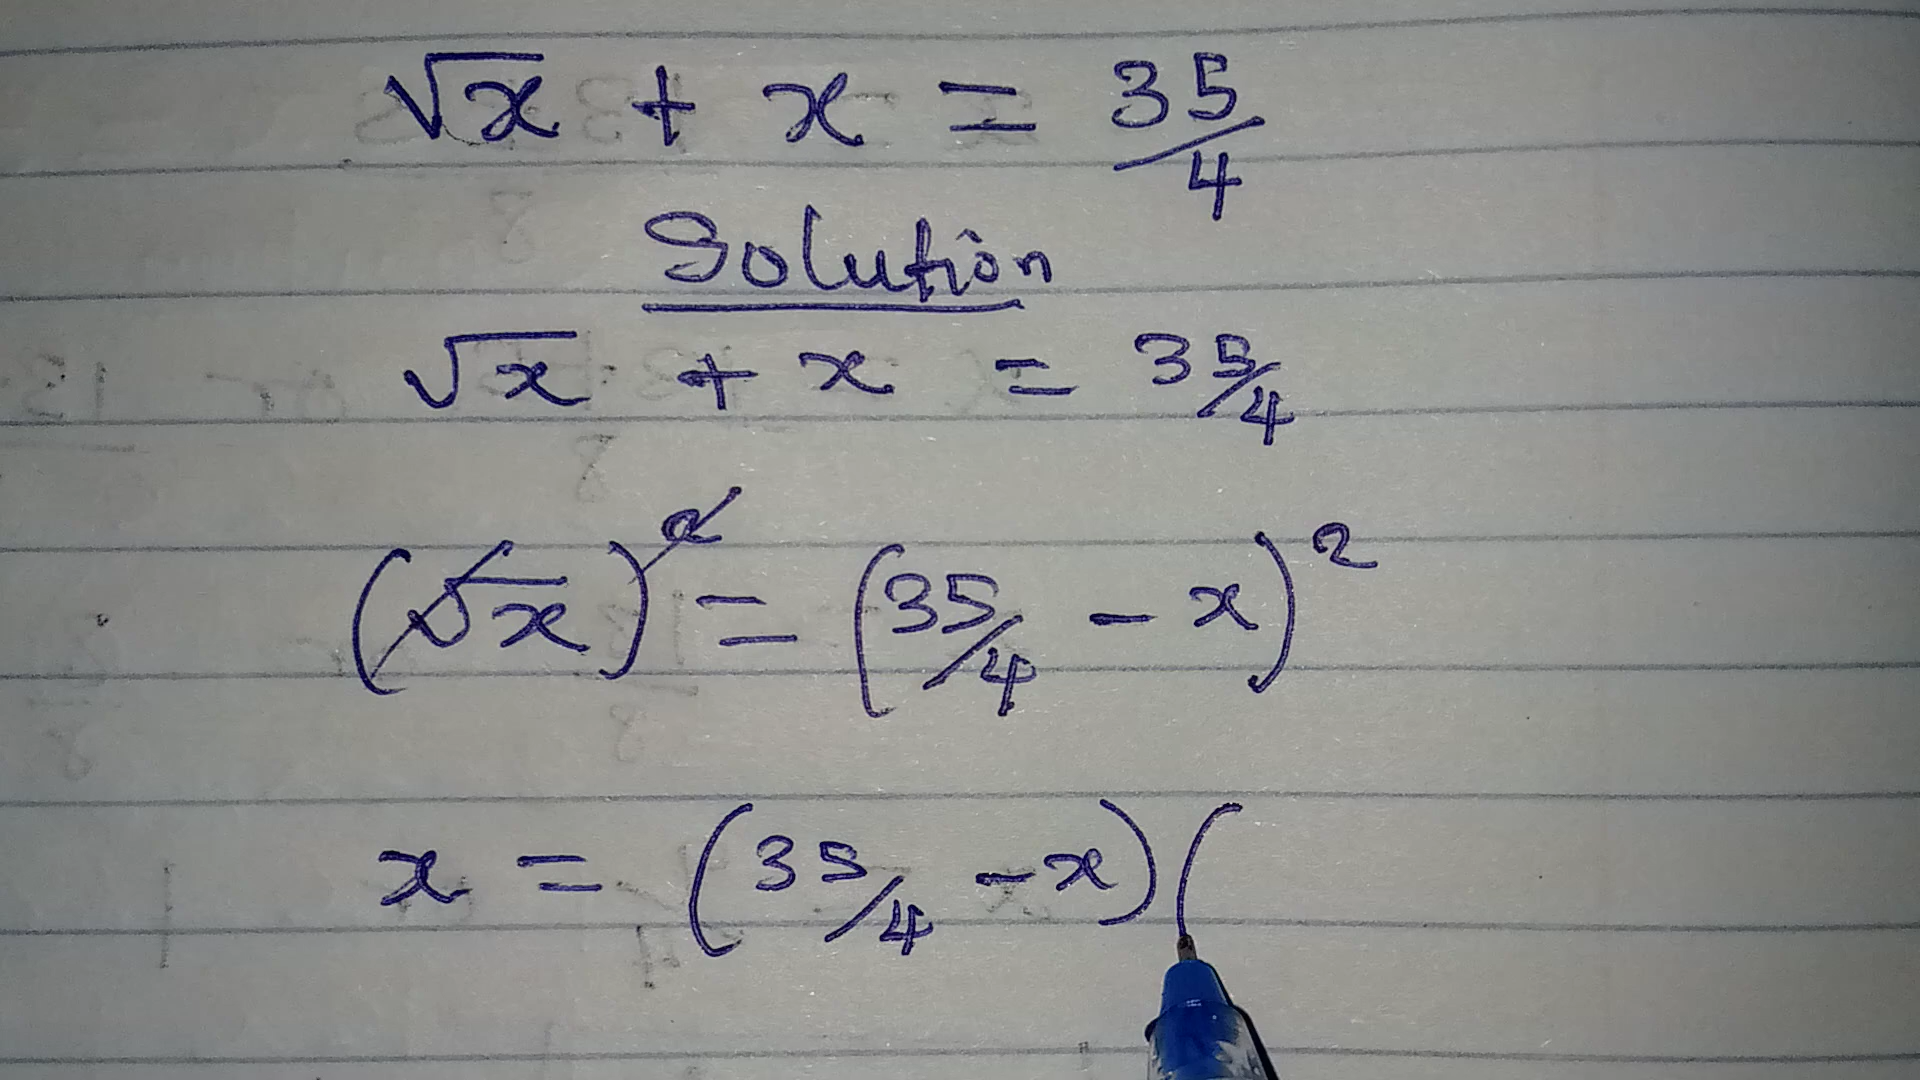 √x + x = 35/4
Solution
√x + x = 35/4
(√x)² = (35/4 - x)²
x = (35/4 - x)(